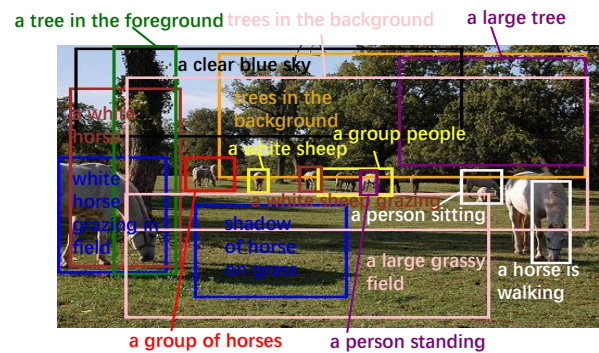 a tree in the foreground
trees in the background
a large tree
a clear blue sky
trees in the
background
a white
horse
a group people
a white sheep
white
horse
grazing in
field
a white sheep grazing
a person sitting
shadow
of horse
on grass
a large grassy
field
a horse is
walking
a group of horses
a person standing